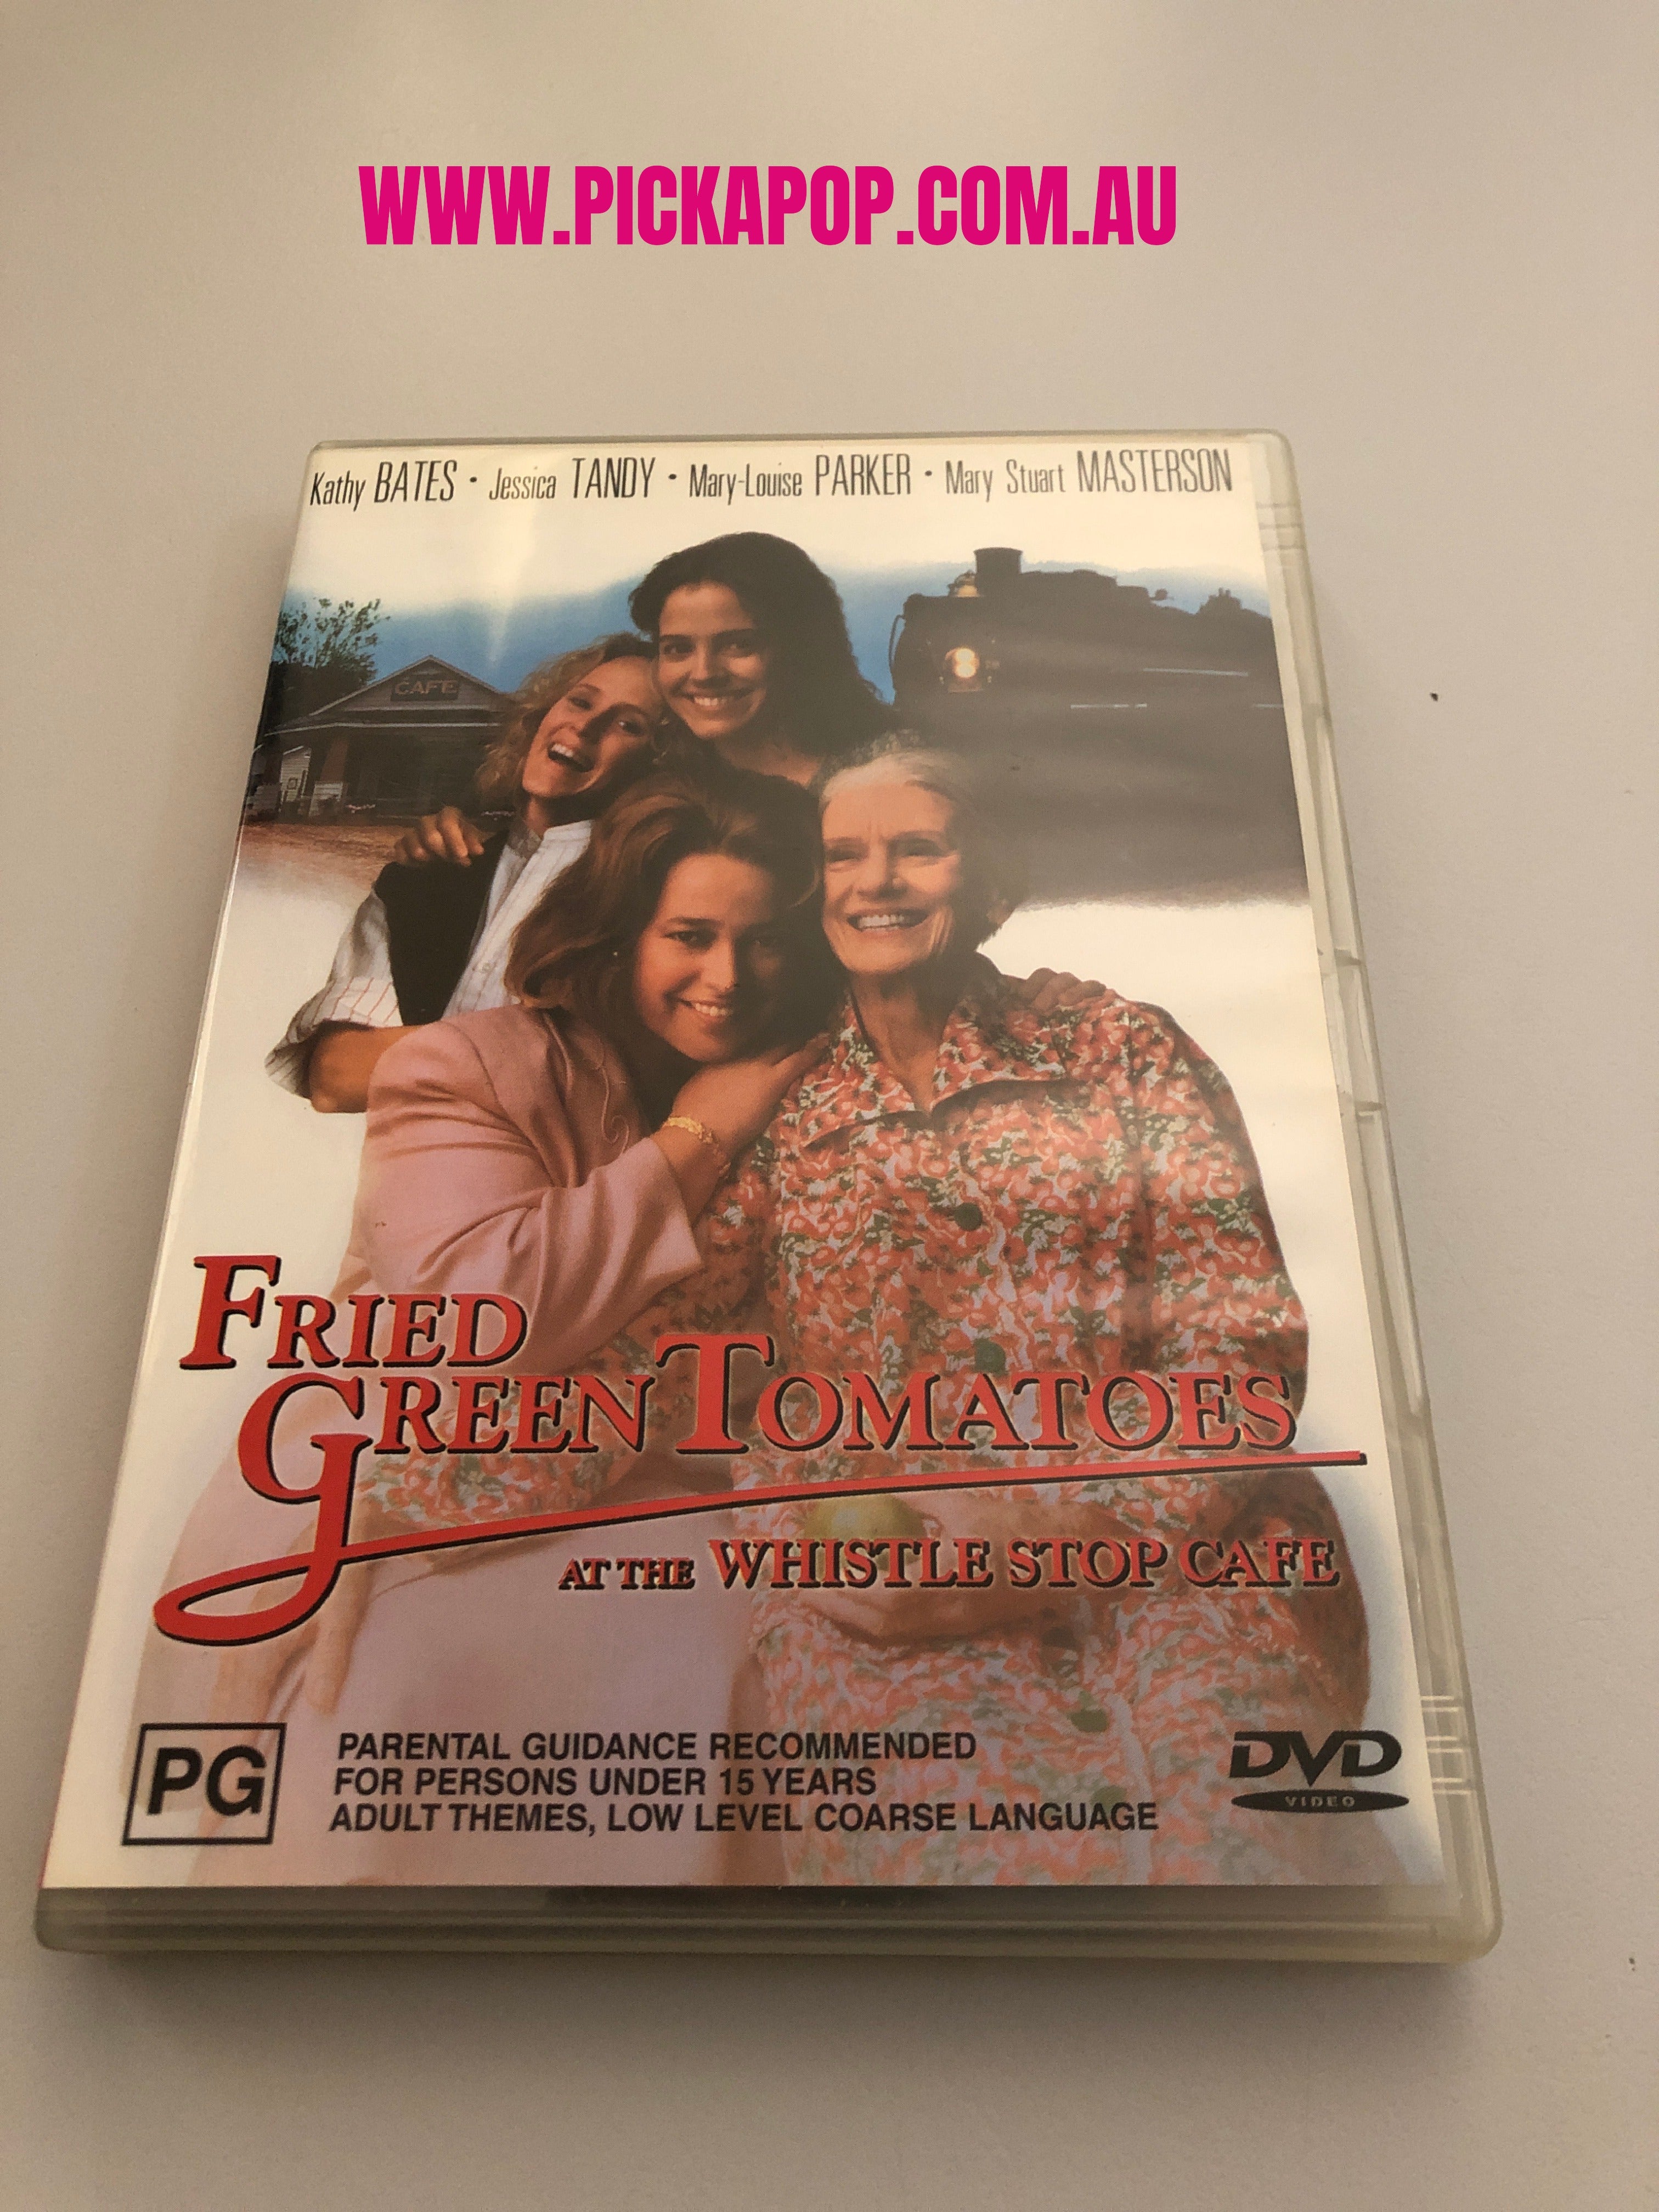 WWW.PICKAPOP.COM.AU
Kathy BATES · Jessica TANDY · Mary-Louise PARKER · Mary Stuart MASTERSON
CAFE
FRIED
GREEN TOMATOES
AT THE WHISTLE STOP CAFE
PG
PARENTAL GUIDANCE RECOMMENDED
FOR PERSONS UNDER 15 YEARS
ADULT THEMES, LOW LEVEL COARSE LANGUAGE
DVD
VIDEO